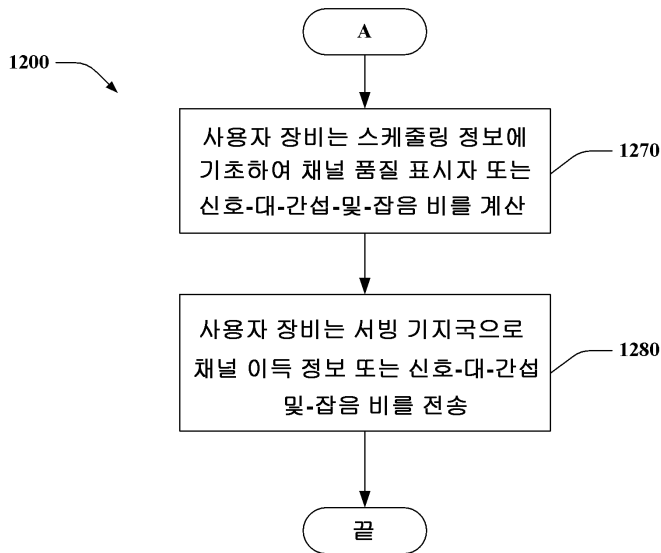 A
1200
사용자 장비는 스케줄링 정보에
기초하여 채널 품질 표시자 또는
신호-대-간섭-및-잡음 비를 계산
1270
사용자 장비는 서빙 기지국으로
채널 이득 정보 또는 신호-대-간섭
및-잡음 비를 전송
1280
끝